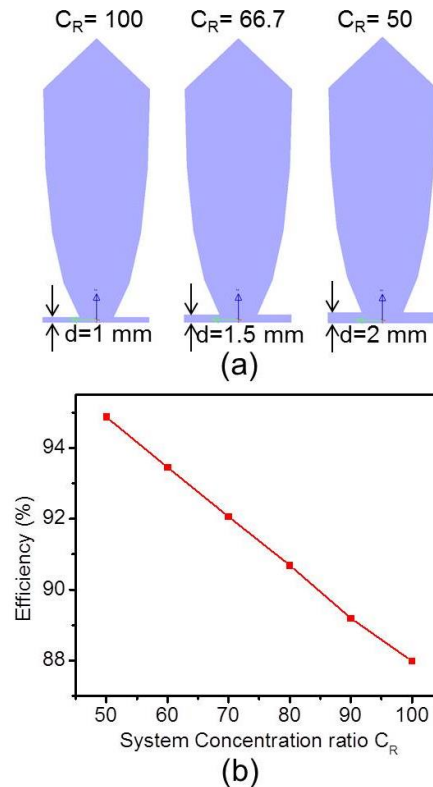 C_R= 100 C_R= 66.7 C_R= 50
d=1 mm d=1.5 mm d=2 mm
(a)
94
92
90
88
Efficiency (%)
50 60 70 80 90 100
System Concentration ratio C_R
(b)